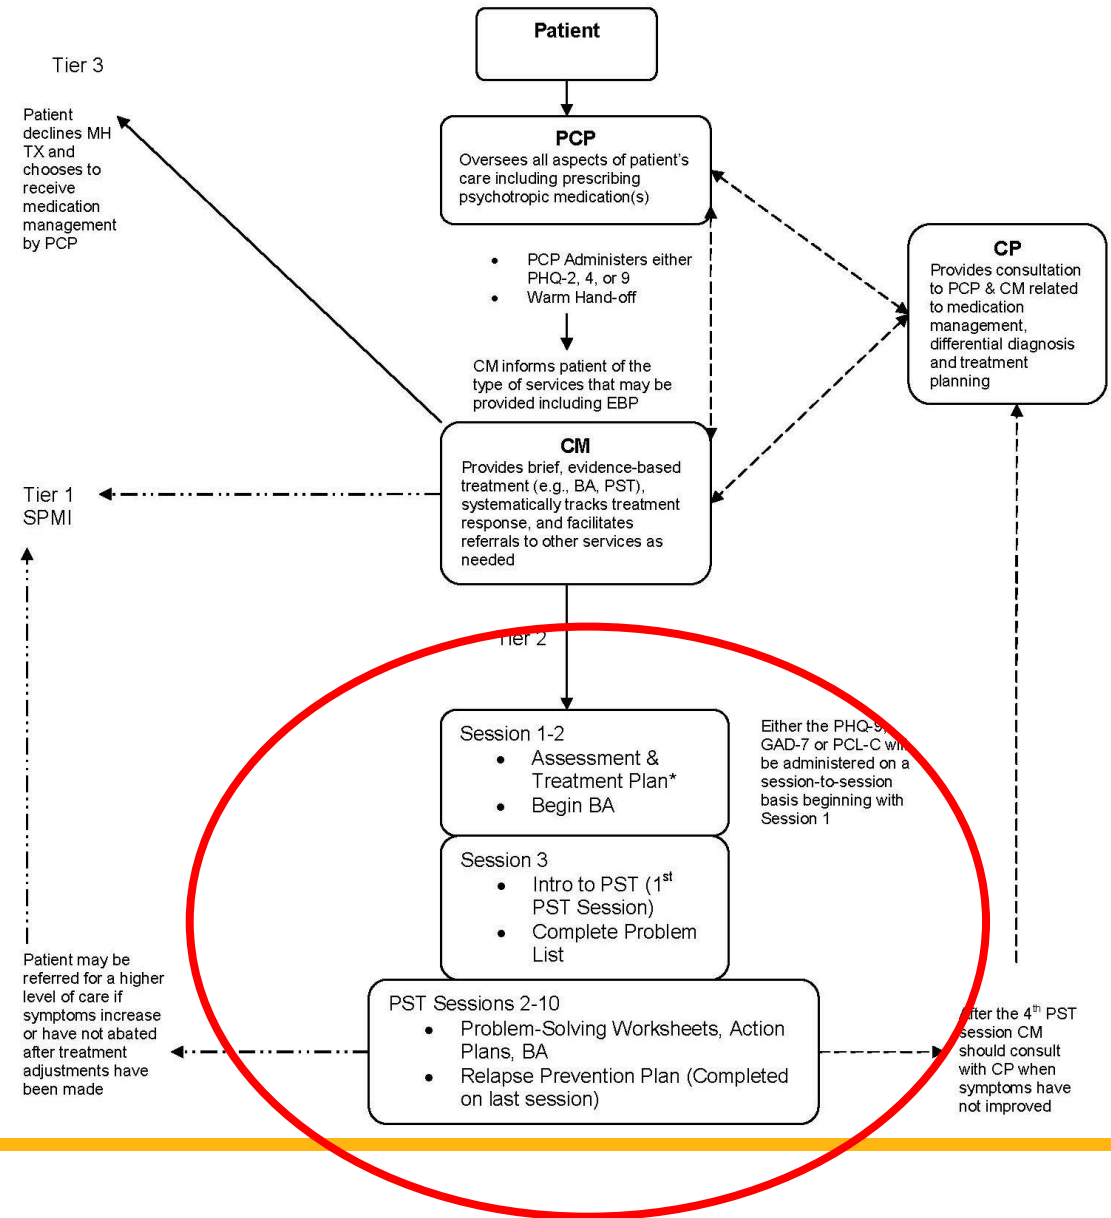 Patient
Tier 3
Patient
declines MH
TX and
chooses to
receive
medication
management
by PCP
PCP
Oversees all aspects of patient's
care including prescribing
psychotropic medication(s)
• PCP Administers either
PHQ-2, 4, or 9
• Warm Hand-off
CM informs patient of the
type of services that may be
provided including EBP
CP
Provides consultation
to PCP & CM related
to medication
management,
differential diagnosis
and treatment
planning
CM
Provides brief, evidence-based
treatment (e.g., BA, PST),
systematically tracks treatment
response, and facilitates
referrals to other services as
needed
Tier 1
SPMI
Tier 2
Session 1-2
• Assessment &
Treatment Plan*
• Begin BA
Either the PHQ-9,
GAD-7 or PCL-C will
be administered on a
session-to-session
basis beginning with
Session 1
Session 3
• Intro to PST (1st
PST Session)
• Complete Problem
List
PST Sessions 2-10
• Problem-Solving Worksheets, Action
Plans, BA
• Relapse Prevention Plan (Completed
on last session)
Patient may be
referred for a higher
level of care if
symptoms increase
or have not abated
after treatment
adjustments have
been made
After the 4th PST
session CM
should consult
with CP when
symptoms have
not improved